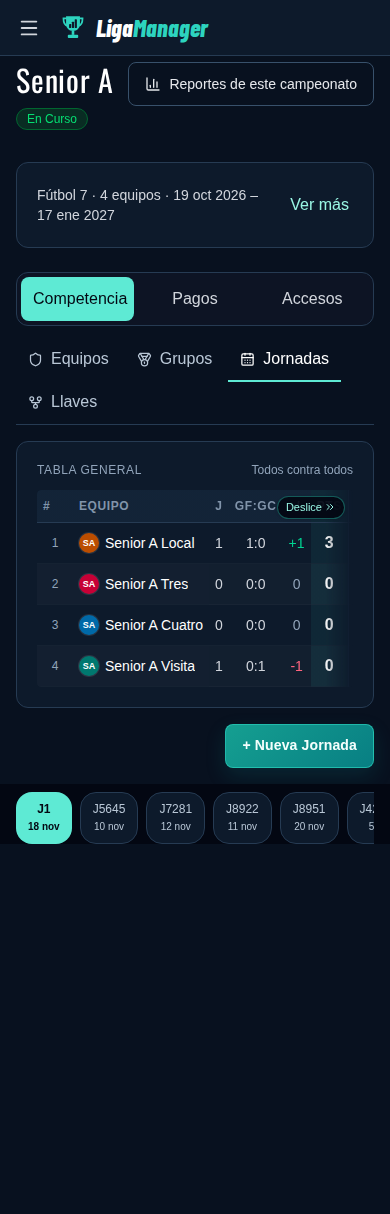 LigaManager
Senior A
Reportes de este campeonato
En Curso
Fútbol 7 · 4 equipos · 19 oct 2026 –
17 ene 2027
Ver más
Competencia Pagos Accesos
Equipos Grupos Jornadas
Llaves
TABLA GENERAL Todos contra todos
# EQUIPO J GF:GC Deslice »
1 SA Senior A Local 1 1:0 +1 3
2 SA Senior A Tres 0 0:0 0 0
3 SA Senior A Cuatro 0 0:0 0 0
4 SA Senior A Visita 1 0:1 -1 0
+ Nueva Jornada
J1 J5645 J7281 J8922 J8951
18 nov 10 nov 12 nov 11 nov 20 nov